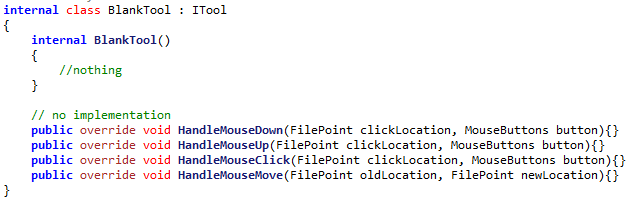 internal class BlankTool : ITool
{
    internal BlankTool()
    {
        //nothing
    }

    // no implementation
    public override void HandleMouseDown(FilePoint clickLocation, MouseButtons button){}
    public override void HandleMouseUp(FilePoint clickLocation, MouseButtons button){}
    public override void HandleMouseClick(FilePoint clickLocation, MouseButtons button){}
    public override void HandleMouseMove(FilePoint oldLocation, FilePoint newLocation){}
}